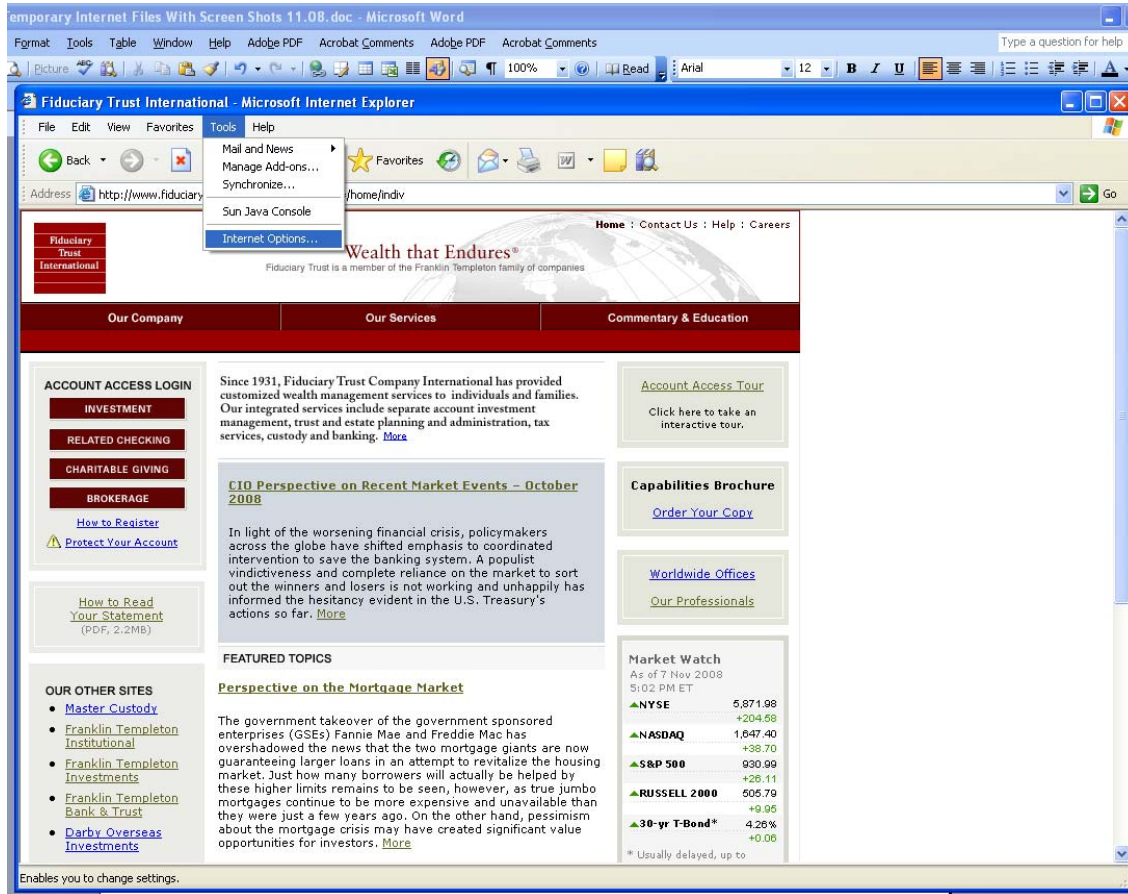 emporary Internet Files With Screen Shots 11.08.doc - Microsoft Word
Format Tools Table Window Help Adobe PDF Acrobat Comments Adobe PDF Acrobat Comments Type a question for help
Picture 100% Read Arial 12 B I U A
Fiduciary Trust International - Microsoft Internet Explorer
File Edit View Favorites Tools Help
Back Favorites
Mail and News
Manage Add-ons...
Synchronize...
Sun Java Console
Internet Options...
Address http://www.fiduciary /home/indiv Go
Fiduciary
Trust
International
Home : Contact Us : Help : Careers
Wealth that Endures®
Fiduciary Trust is a member of the Franklin Templeton family of companies
Our Company Our Services Commentary & Education
ACCOUNT ACCESS LOGIN
INVESTMENT
RELATED CHECKING
CHARITABLE GIVING
BROKERAGE
How to Register
Protect Your Account
How to Read
Your Statement
(PDF, 2.2MB)
OUR OTHER SITES
Master Custody
Franklin Templeton
Institutional
Franklin Templeton
Investments
Franklin Templeton
Bank & Trust
Darby Overseas
Investments
Since 1931, Fiduciary Trust Company International has provided
customized wealth management services to individuals and families.
Our integrated services include separate account investment
management, trust and estate planning and administration, tax
services, custody and banking. More
CIO Perspective on Recent Market Events – October
2008
In light of the worsening financial crisis, policymakers
across the globe have shifted emphasis to coordinated
intervention to save the banking system. A populist
vindictiveness and complete reliance on the market to sort
out the winners and losers is not working and unhappily has
informed the hesitancy evident in the U.S. Treasury's
actions so far. More
FEATURED TOPICS
Perspective on the Mortgage Market
The government takeover of the government sponsored
enterprises (GSEs) Fannie Mae and Freddie Mac has
overshadowed the news that the two mortgage giants are now
guaranteeing larger loans in an attempt to revitalize the housing
market. Just how many borrowers will actually be helped by
these higher limits remains to be seen, however, as true jumbo
mortgages continue to be more expensive and unavailable than
they were just a few years ago. On the other hand, pessimism
about the mortgage crisis may have created significant value
opportunities for investors. More
Account Access Tour
Click here to take an
interactive tour.
Capabilities Brochure
Order Your Copy
Worldwide Offices
Our Professionals
Market Watch
As of 7 Nov 2008
5:02 PM ET
NYSE 5,871.98
+204.58
NASDAQ 1,647.40
+38.70
S&P 500 930.99
+26.11
RUSSELL 2000 505.79
+9.95
30-yr T-Bond* 4.26%
+0.06
* Usually delayed, up to
Enables you to change settings.